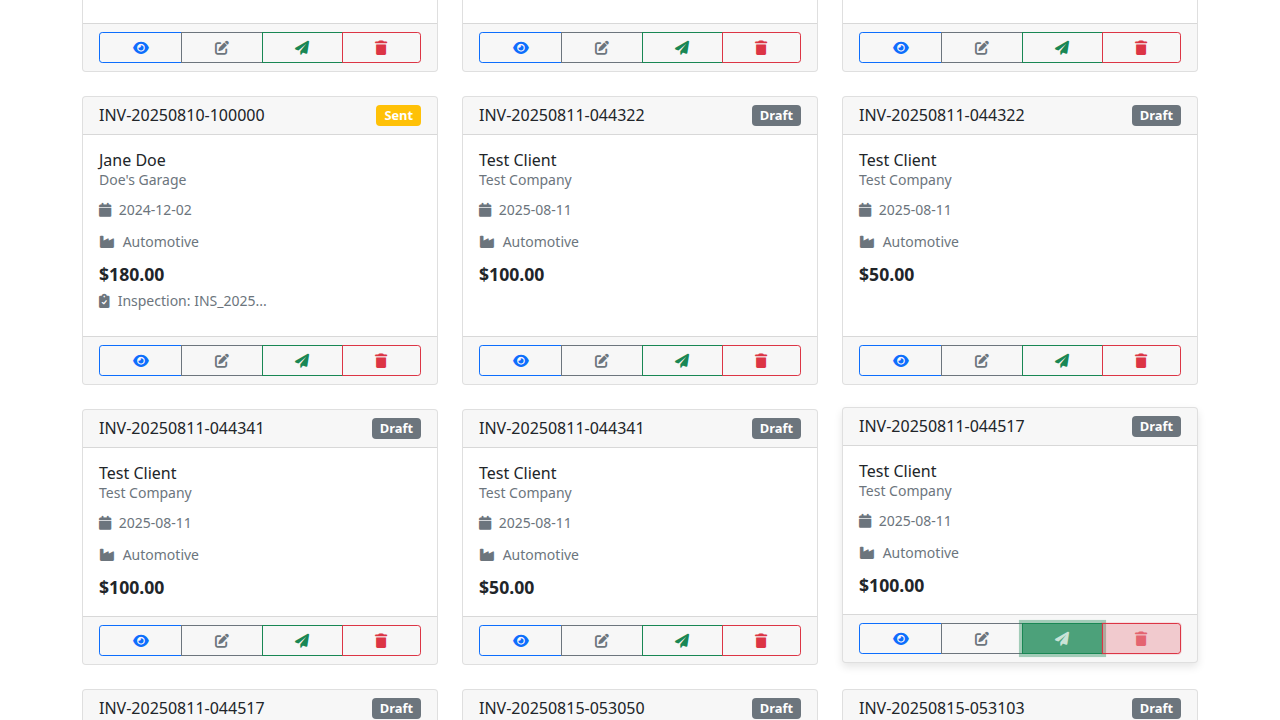 INV-20250810-100000
Sent
Jane Doe
Doe's Garage
2024-12-02
Automotive
$180.00
Inspection: INS_2025...
INV-20250811-044322
Draft
Test Client
Test Company
2025-08-11
Automotive
$100.00
INV-20250811-044322
Draft
Test Client
Test Company
2025-08-11
Automotive
$50.00
INV-20250811-044341
Draft
Test Client
Test Company
2025-08-11
Automotive
$100.00
INV-20250811-044341
Draft
Test Client
Test Company
2025-08-11
Automotive
$50.00
INV-20250811-044517
Draft
Test Client
Test Company
2025-08-11
Automotive
$100.00
INV-20250811-044517
Draft
INV-20250815-053050
Draft
INV-20250815-053103
Draft